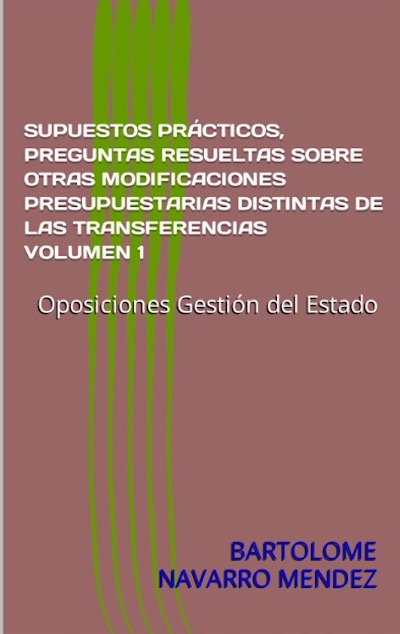 SUPUESTOS PRÁCTICOS,
PREGUNTAS RESUELTAS SOBRE
OTRAS MODIFICACIONES
PRESUPUESTARIAS DISTINTAS DE
LAS TRANSFERENCIAS
VOLUMEN 1
Oposiciones Gestión del Estado
BARTOLOME
NAVARRO MENDEZ